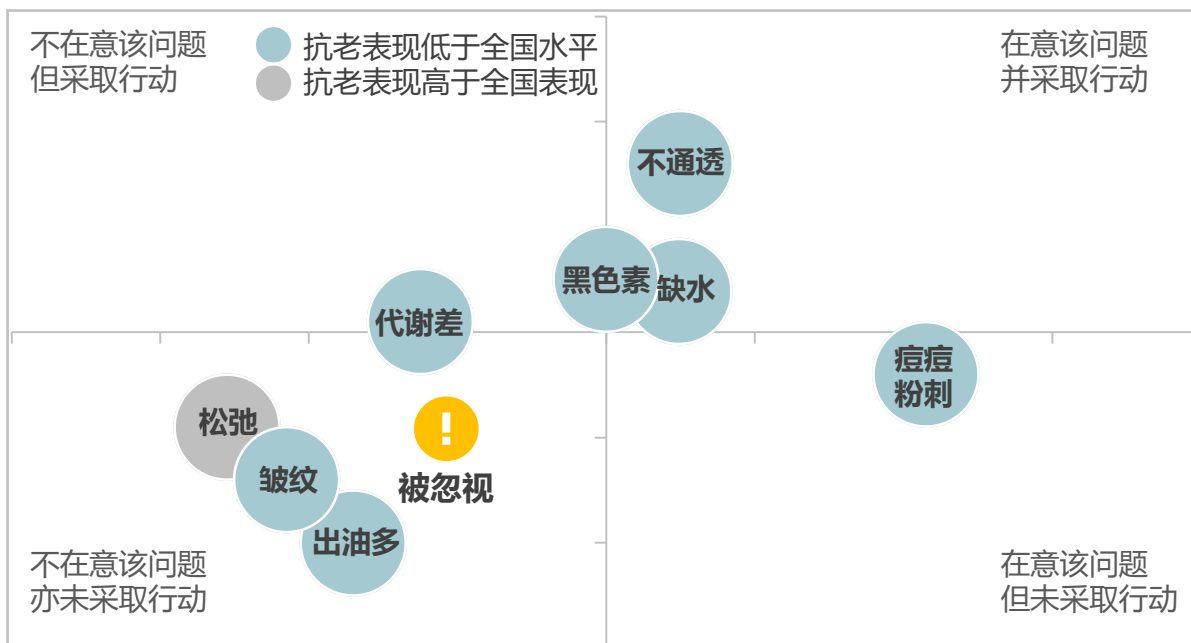 不在意该问题
但采取行动
抗老表现低于全国水平
抗老表现高于全国表现
在意该问题
并采取行动
不通透
黑色素
缺水
代谢差
痘痘
粉刺
松弛
!
皱纹
被忽视
出油多
不在意该问题
亦未采取行动
在意该问题
但未采取行动